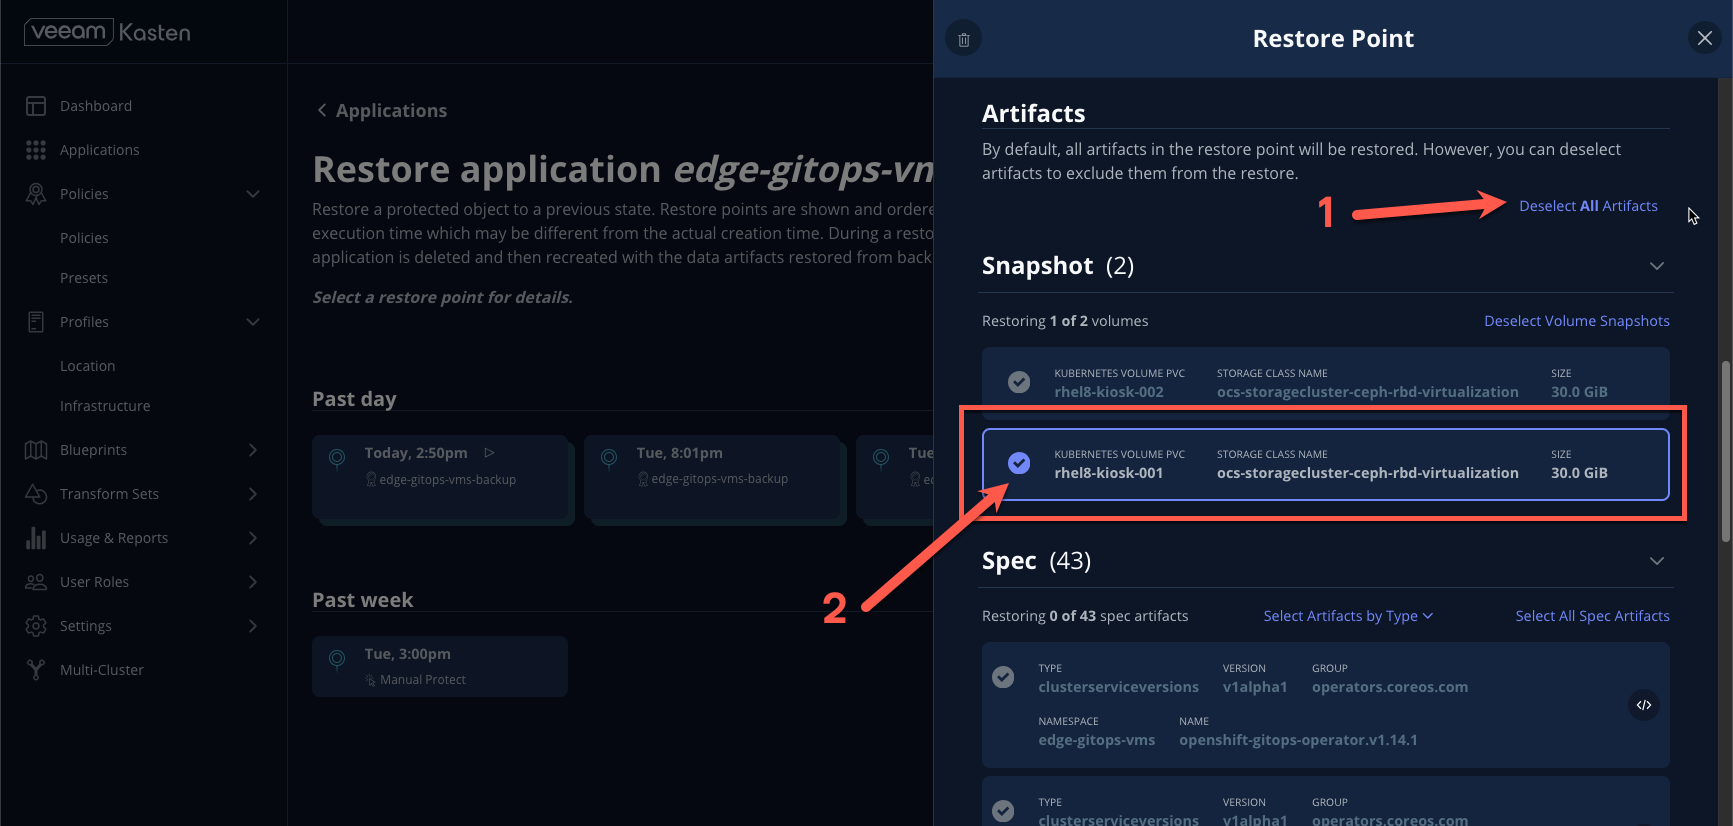 veeam Kasten
Dashboard
Applications
Policies
Policies
Presets
Profiles
Location
Infrastructure
Blueprints
Transform Sets
Usage & Reports
User Roles
Settings
Multi-Cluster
Applications
Restore application edge-gitops-vm
Restore a protected object to a previous state. Restore points are shown and ordere
execution time which may be different from the actual creation time. During a resto
application is deleted and then recreated with the data artifacts restored from back
Select a restore point for details.
Past day
Today, 2:50pm
edge-gitops-vms-backup
Tue, 8:01pm
edge-gitops-vms-backup
Tue
ed
Past week
Tue, 3:00pm
Manual Protect
Restore Point
Artifacts
By default, all artifacts in the restore point will be restored. However, you can deselect
artifacts to exclude them from the restore.
1
Deselect All Artifacts
Snapshot (2)
Restoring 1 of 2 volumes Deselect Volume Snapshots
KUBERNETES VOLUME PVC STORAGE CLASS NAME SIZE
rhel8-kiosk-002 ocs-storagecluster-ceph-rbd-virtualization 30.0 GiB
KUBERNETES VOLUME PVC STORAGE CLASS NAME SIZE
rhel8-kiosk-001 ocs-storagecluster-ceph-rbd-virtualization 30.0 GiB
2
Spec (43)
Restoring 0 of 43 spec artifacts Select Artifacts by Type Select All Spec Artifacts
TYPE VERSION GROUP
clusterserviceversions v1alpha1 operators.coreos.com
</>
NAMESPACE NAME
edge-gitops-vms openshift-gitops-operator.v1.14.1
TYPE VERSION GROUP
clusterserviceversions v1alpha1 operators.coreos.com